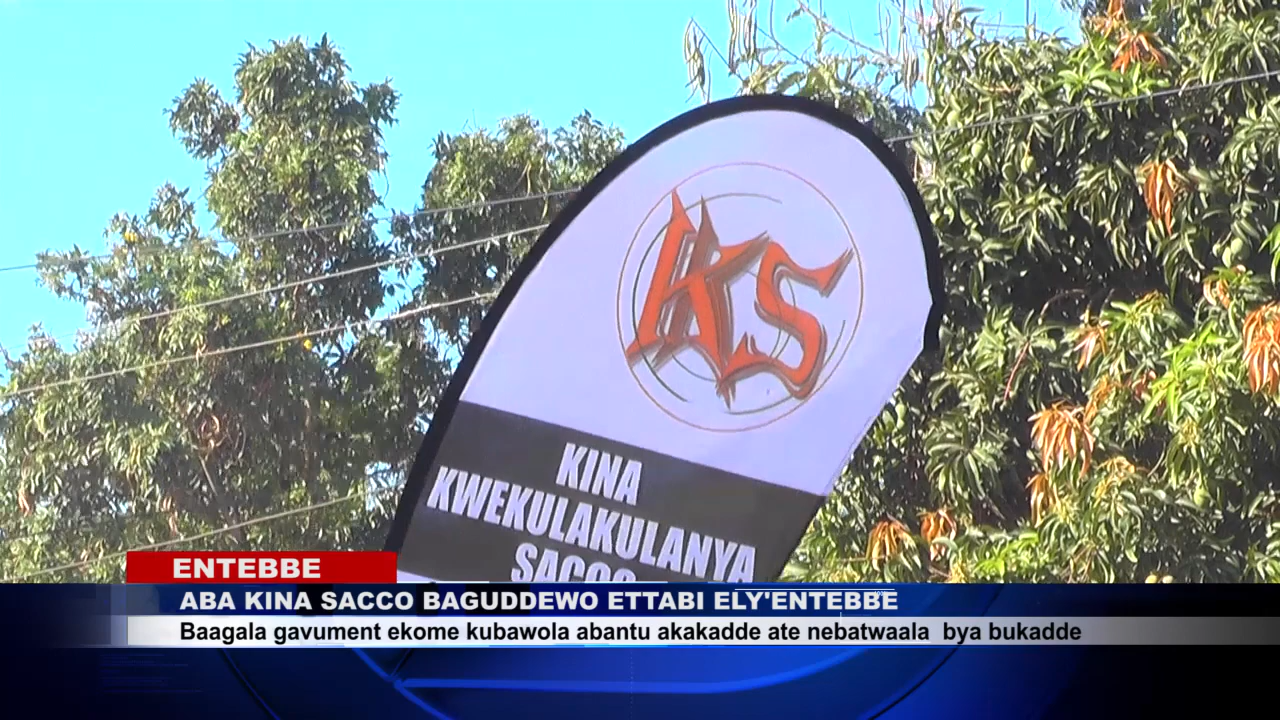 KS
KINA
KWEKULAKULANYA
SACCO
ENTEBBE
ABA KINA SACCO BAGUDDEWO ETTABI ELY'ENTEBBE
Baagala gavument ekome kubawola abantu akakadde ate nebatwaala bya bukadde